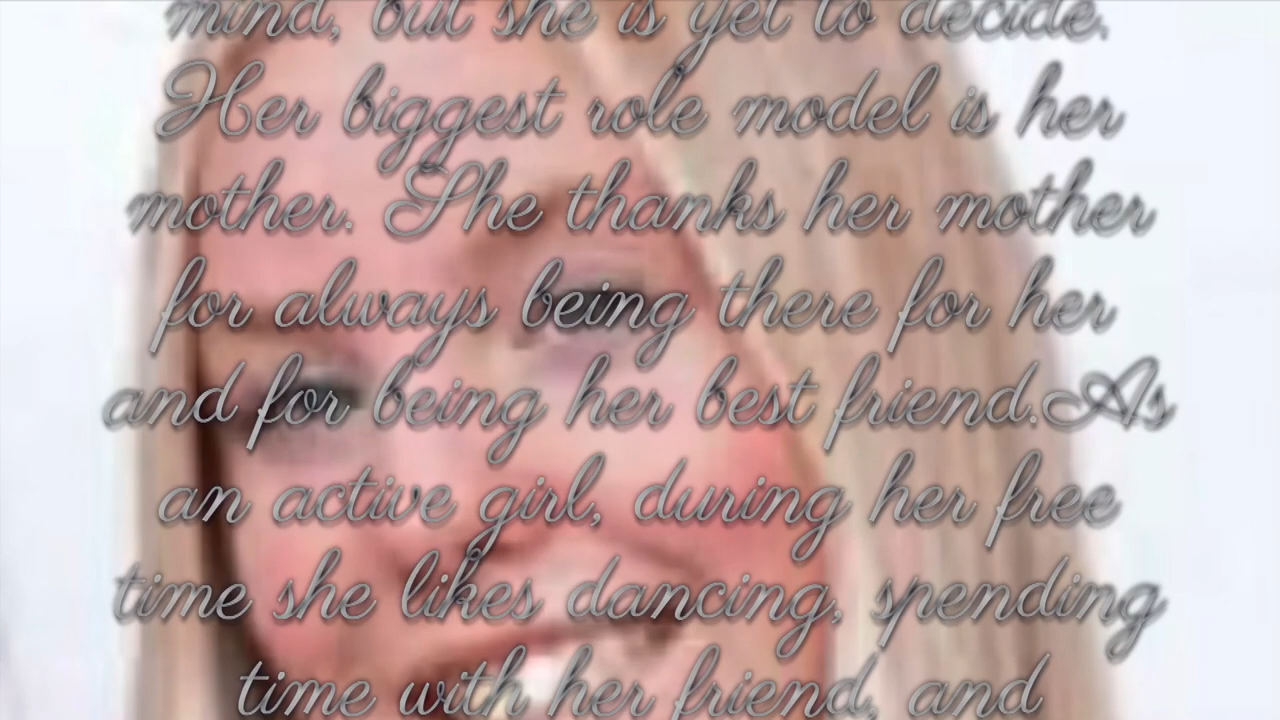 mind, but she is yet to decide.
Her biggest role model is her
mother. She thanks her mother
for always being there for her
and for being her best friend.As
an active girl, during her free
time she likes dancing, spending
time with her friend, and